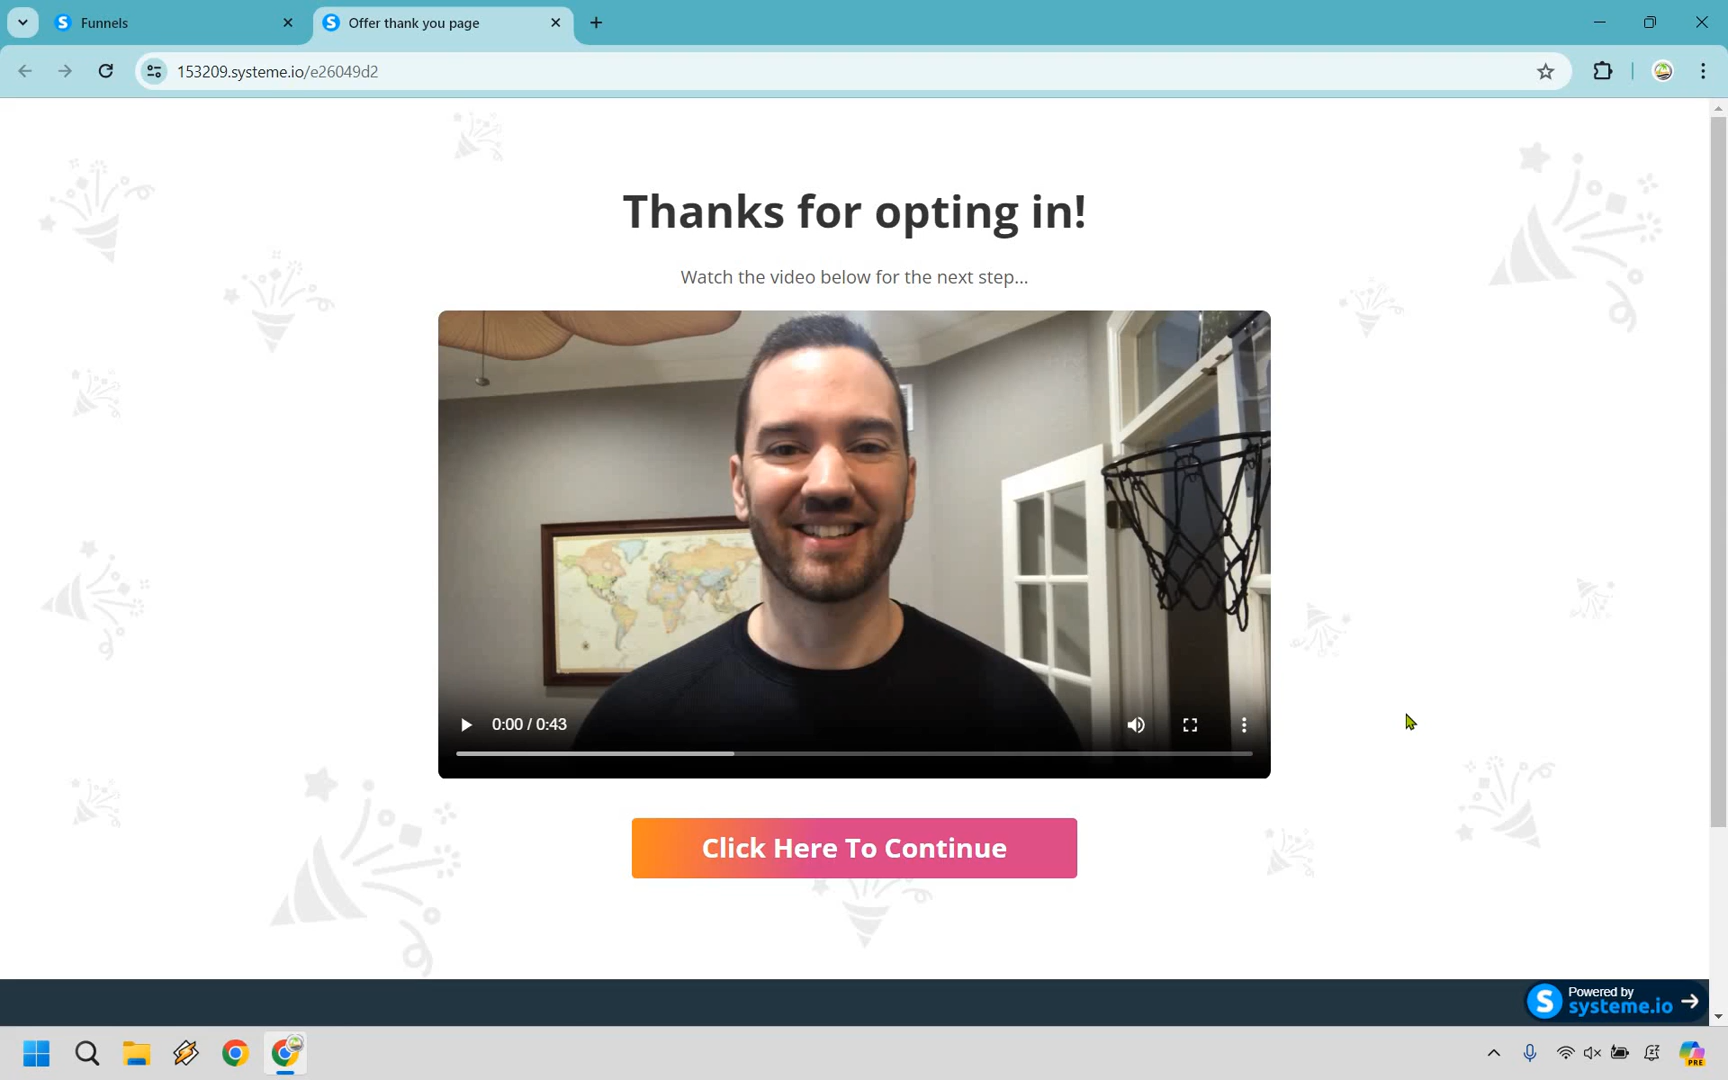 Funnels
Offer thank you page
153209.systeme.io/e26049d2
Thanks for opting in!
Watch the video below for the next step...
0:00 / 0:43
Click Here To Continue
Powered by
systeme.io
PRE